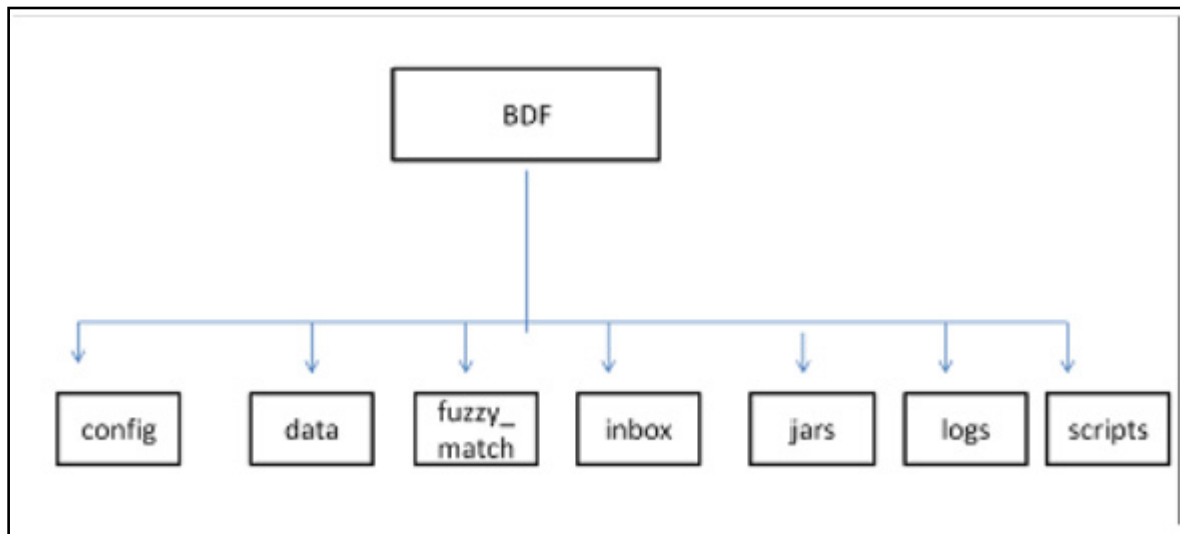 BDF
config
data
fuzzy_
match
inbox
jars
logs
scripts